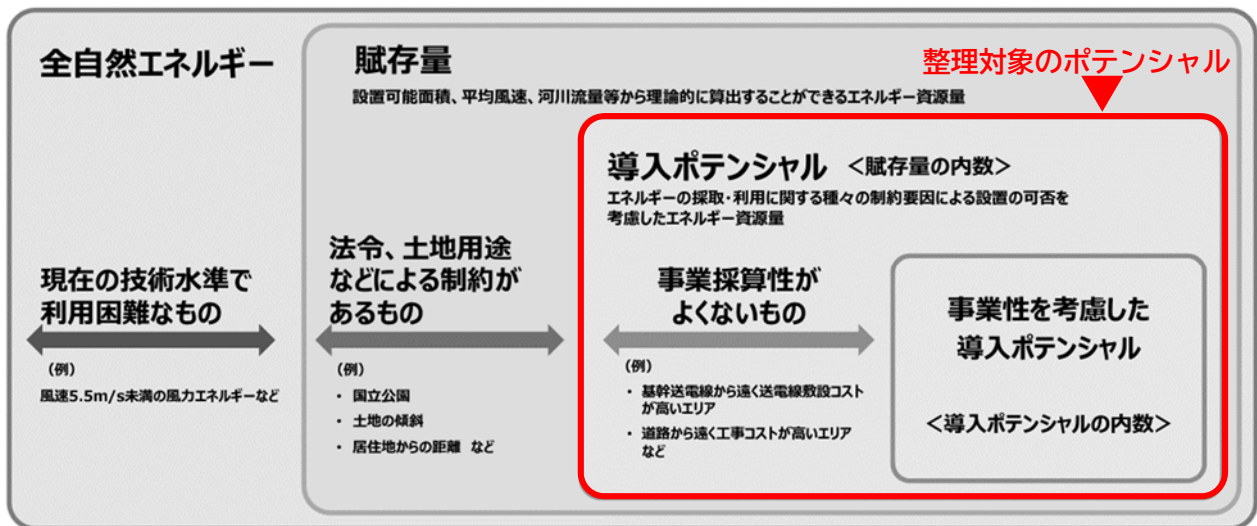 全自然エネルギー
賦存量
設置可能面積、平均風速、河川流量等から理論的に算出することができるエネルギー資源量
整理対象のポテンシャル
導入ポテンシャル <賦存量の内数>
エネルギーの採取・利用に関する種々の制約要因による設置の可否を
考慮したエネルギー資源量
現在の技術水準で
利用困難なもの
(例)
風速5.5m/s未満の風力エネルギーなど
法令、土地用途
などによる制約が
あるもの
(例)
・ 国立公園
・ 土地の傾斜
・ 居住地からの距離 など
事業採算性が
よくないもの
(例)
・ 基幹送電線から遠く送電線敷設コスト
が高いエリア
・ 道路から遠く工事コストが高いエリア
など
事業性を考慮した
導入ポテンシャル
<導入ポテンシャルの内数>